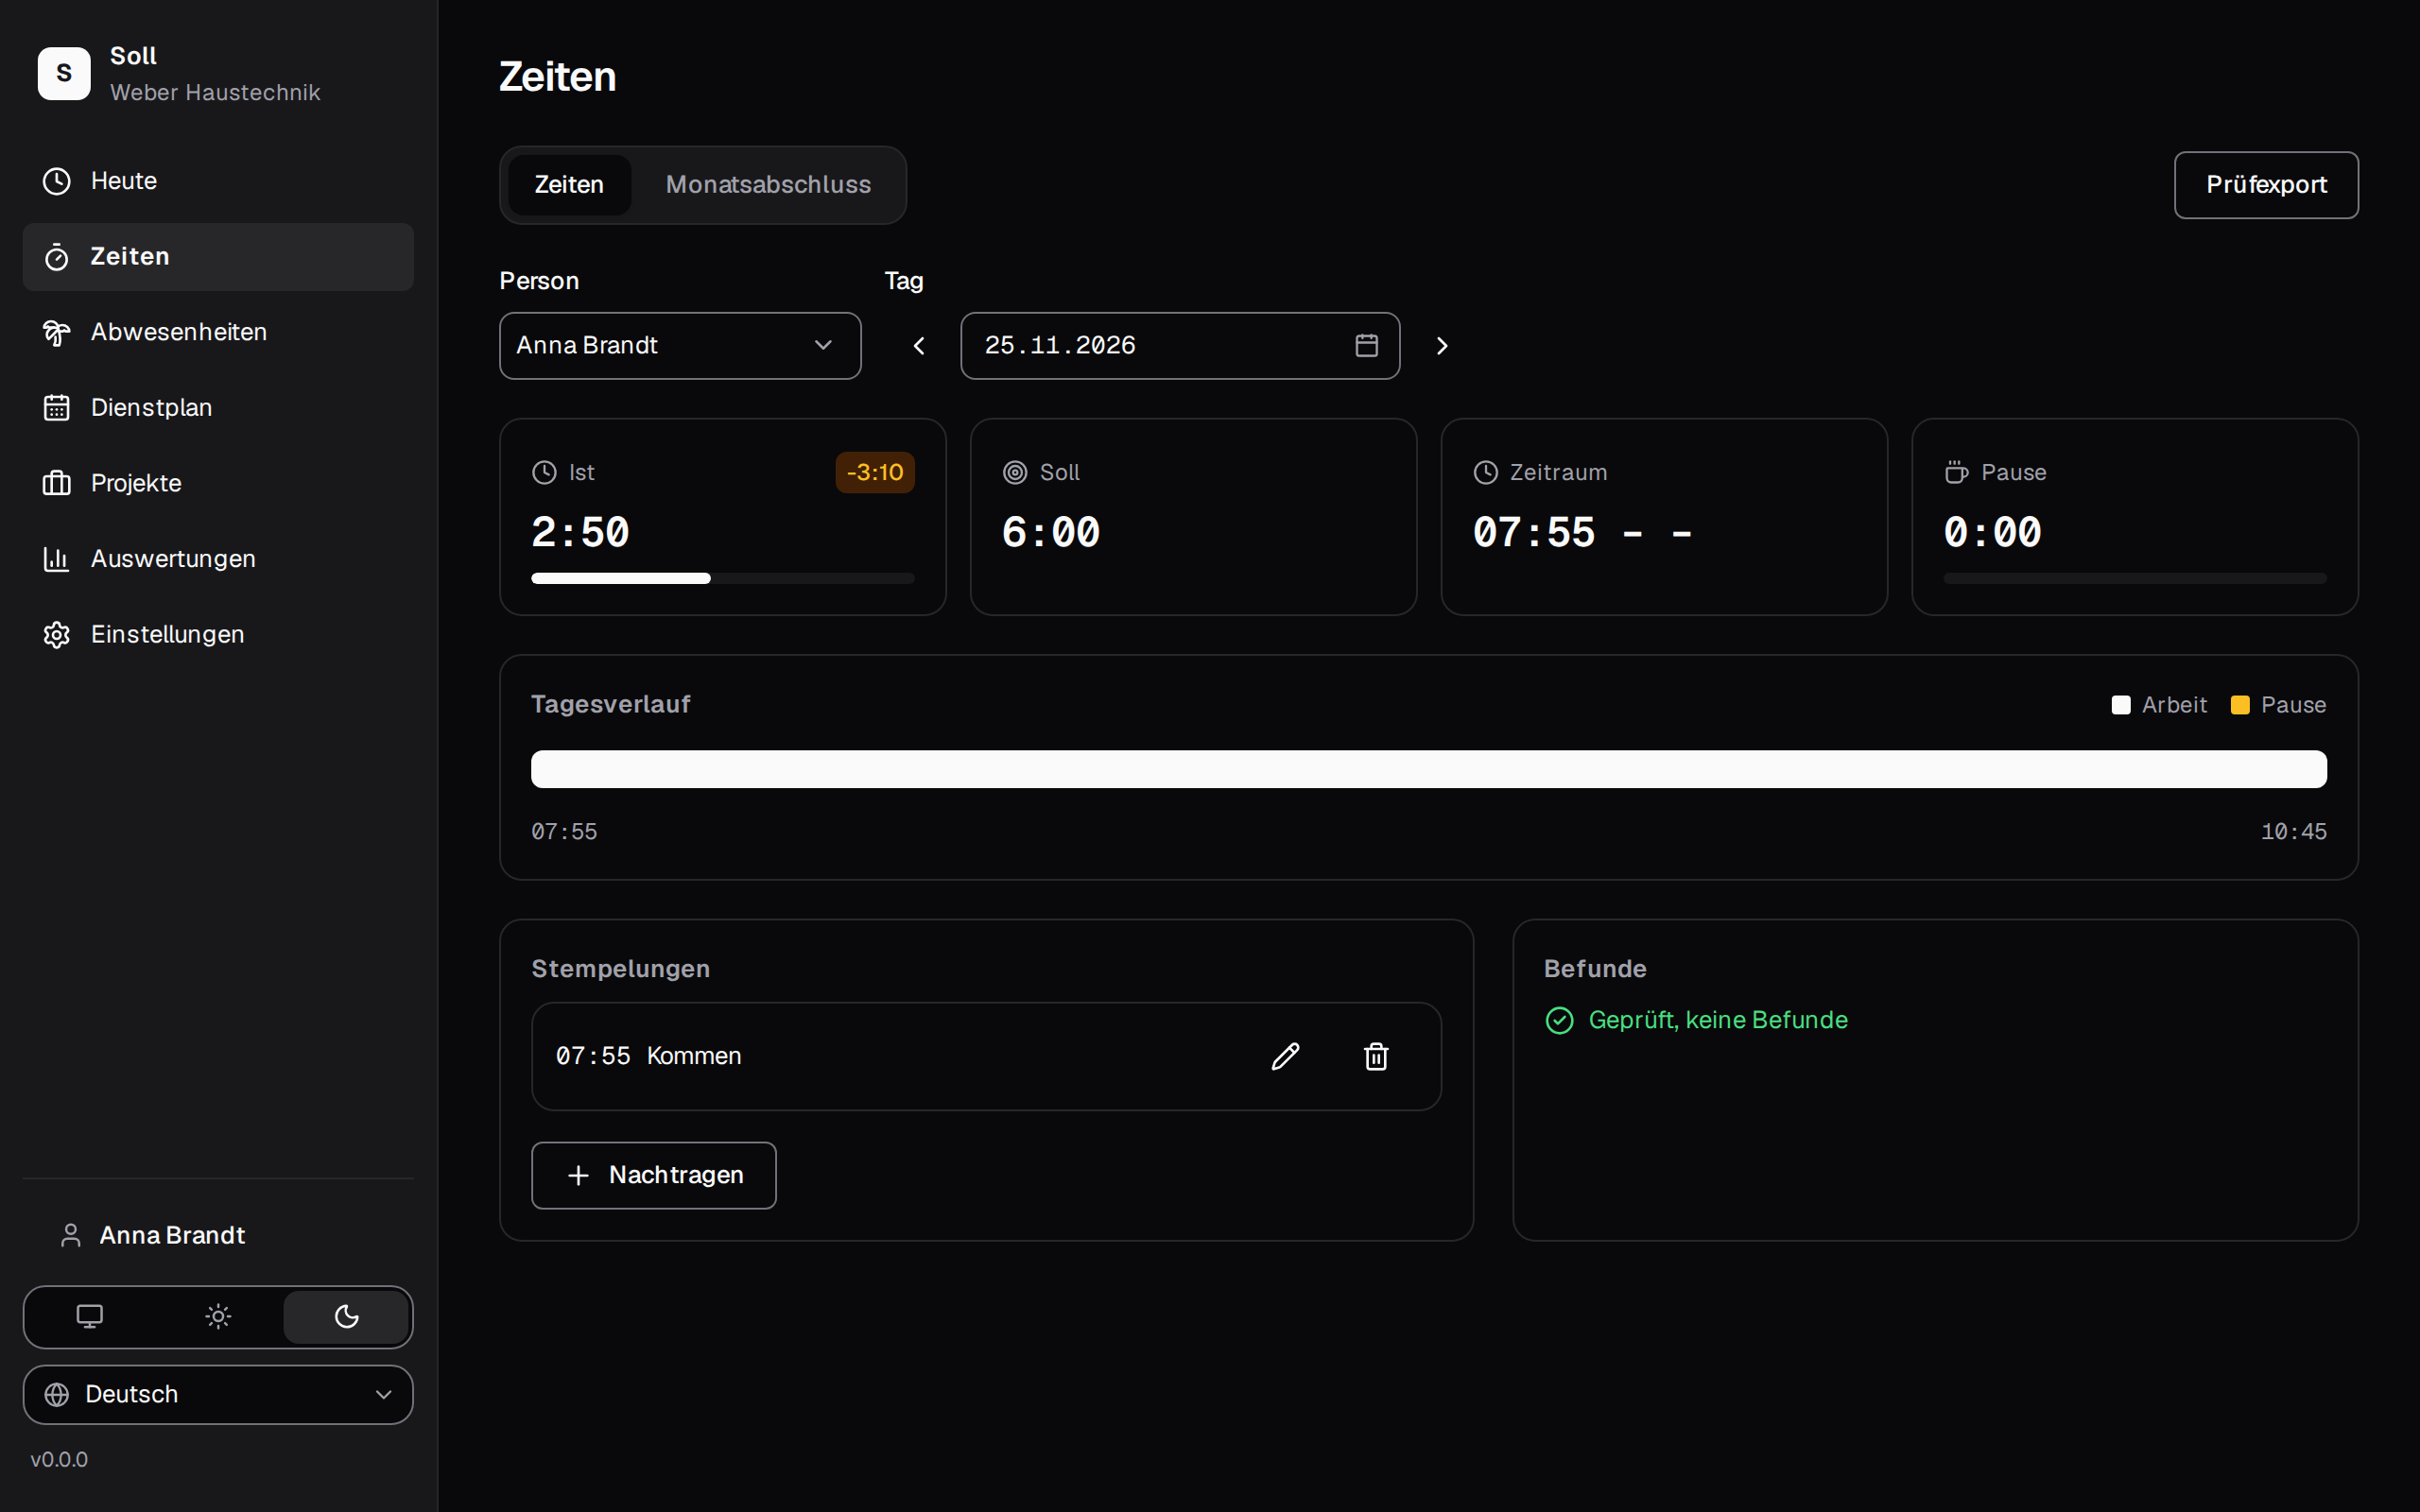 S
Soll
Weber Haustechnik
Heute
Zeiten
Abwesenheiten
Dienstplan
Projekte
Auswertungen
Einstellungen
Anna Brandt
Deutsch
v0.0.0
Zeiten
Zeiten Monatsabschluss
Prüfexport
Person Tag
Anna Brandt 25.11.2026
Ist -3:10
2:50
Soll
6:00
Zeitraum
07:55 - -
Pause
0:00
Tagesverlauf Arbeit Pause
07:55 10:45
Stempelungen
07:55 Kommen
Nachtragen
Befunde
Geprüft, keine Befunde